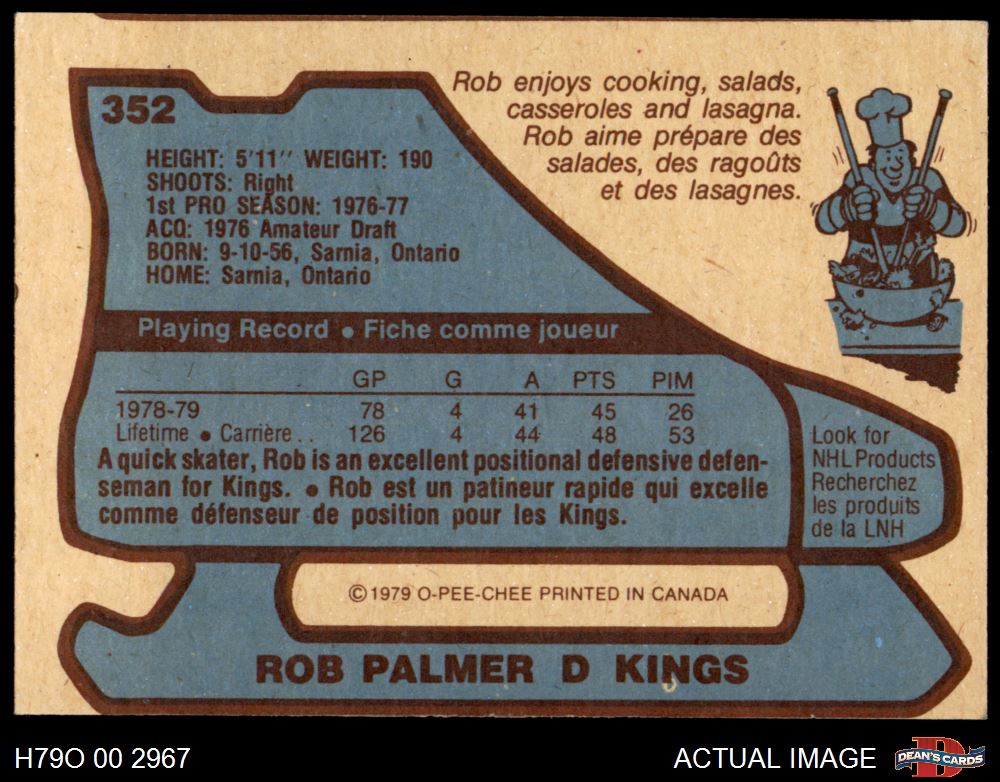 352
Rob enjoys cooking, salads,
casseroles and lasagna.
Rob aime prépare des
salades, des ragoûts
et des lasagnes.
HEIGHT: 5'11" WEIGHT: 190
SHOOTS: Right
1st PRO SEASON: 1976-77
ACQ: 1976 Amateur Draft
BORN: 9-10-56, Sarnia, Ontario
HOME: Sarnia, Ontario
Playing Record ● Fiche comme joueur
GP G A PTS PIM
1978-79 78 4 41 45 26
Lifetime ● Carrière.. 126 4 44 48 53
A quick skater, Rob is an excellent positional defensive defen-
seman for Kings. ● Rob est un patineur rapide qui excelle
comme défenseur de position pour les Kings.
Look for
NHL Products
Recherchez
les produits
de la LNH
©1979 O-PEE-CHEE PRINTED IN CANADA
ROB PALMER D KINGS
H79O 00 2967
ACTUAL IMAGE
DEAN'S CARDS